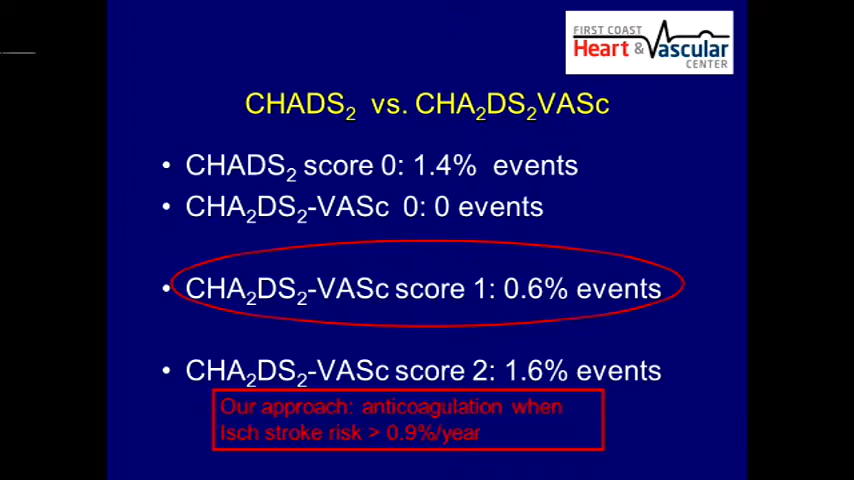 FIRST COAST
Heart & Vascular
CENTER
CHADS₂ vs. CHA₂DS₂VASc
• CHADS₂ score 0: 1.4% events
• CHA₂DS₂-VASc 0: 0 events
• CHA₂DS₂-VASc score 1: 0.6% events
• CHA₂DS₂-VASc score 2: 1.6% events
Our approach: anticoagulation when
Isch stroke risk > 0.9%/year